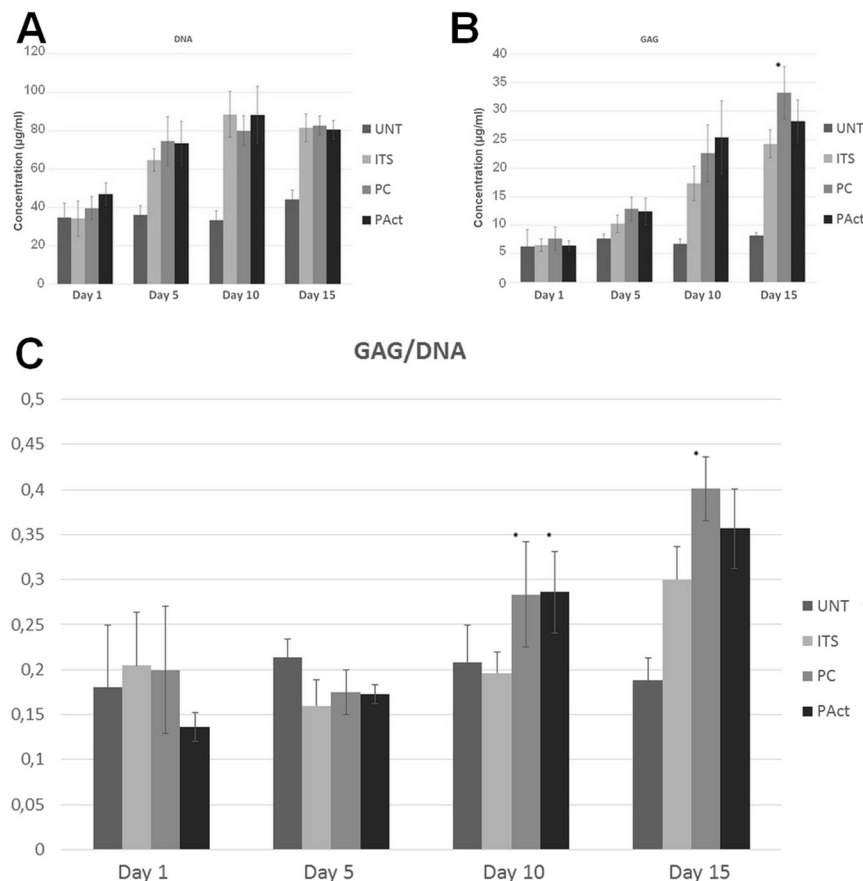 A
DNA
Concentration (µg/ml)
120
100
80
60
40
20
0
Day 1
Day 5
Day 10
Day 15
UNT
ITS
PC
PAct
B
GAG
Concentration (µg/ml)
40
35
30
25
20
15
10
5
0
Day 1
Day 5
Day 10
Day 15
*
UNT
ITS
PC
PAct
C
GAG/DNA
0,5
0,45
0,4
0,35
0,3
0,25
0,2
0,15
0,1
0,05
0
* * *
Day 1
Day 5
Day 10
Day 15
UNT
ITS
PC
PAct